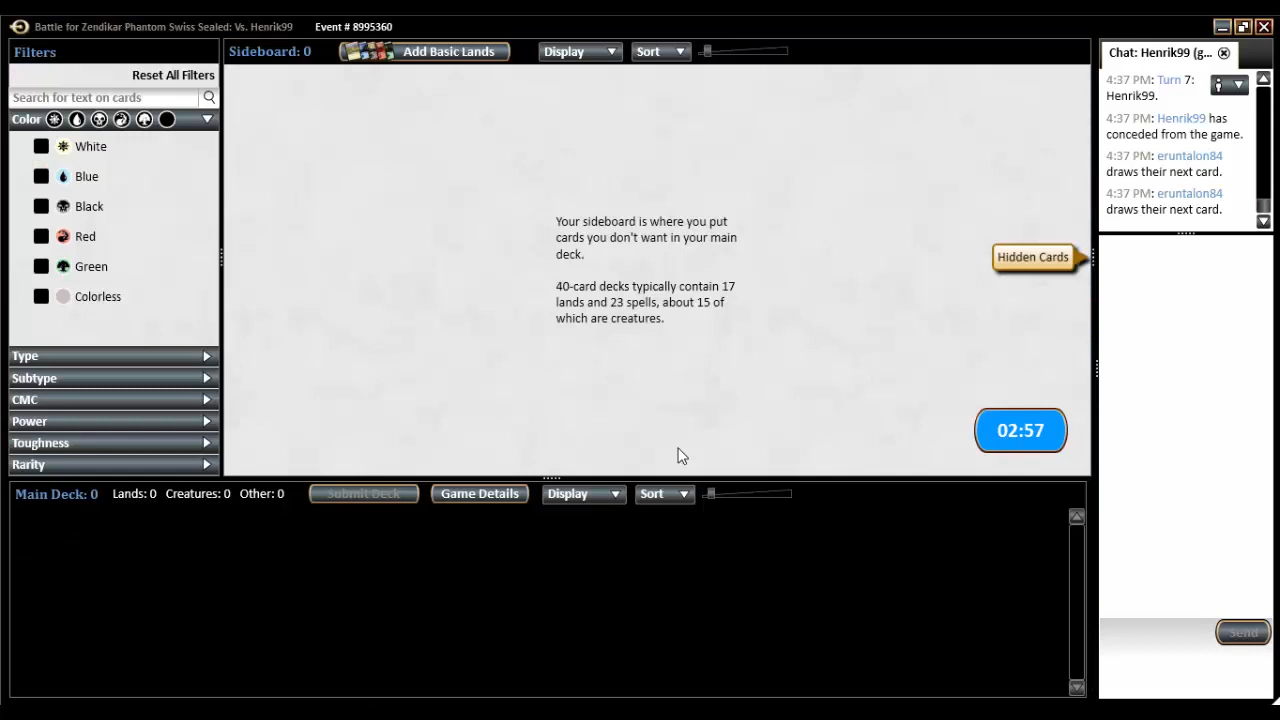 Battle for Zendikar Phantom Swiss Sealed: Vs. Henrik99 Event # 8995360
Filters
Reset All Filters
Search for text on cards
Color
White
Blue
Black
Red
Green
Colorless
Type
Subtype
CMC
Power
Toughness
Rarity
Sideboard: 0 Add Basic Lands Display Sort
Your sideboard is where you put
cards you don't want in your main
deck.
40-card decks typically contain 17
lands and 23 spells, about 15 of
which are creatures.
Hidden Cards
02:57
Main Deck: 0 Lands: 0 Creatures: 0 Other: 0 Submit Deck Game Details Display Sort
Chat: Henrik99 (g...
4:37 PM: Turn 7:
Henrik99.
4:37 PM: Henrik99 has
conceded from the game.
4:37 PM: eruntalon84
draws their next card.
4:37 PM: eruntalon84
draws their next card.
Send